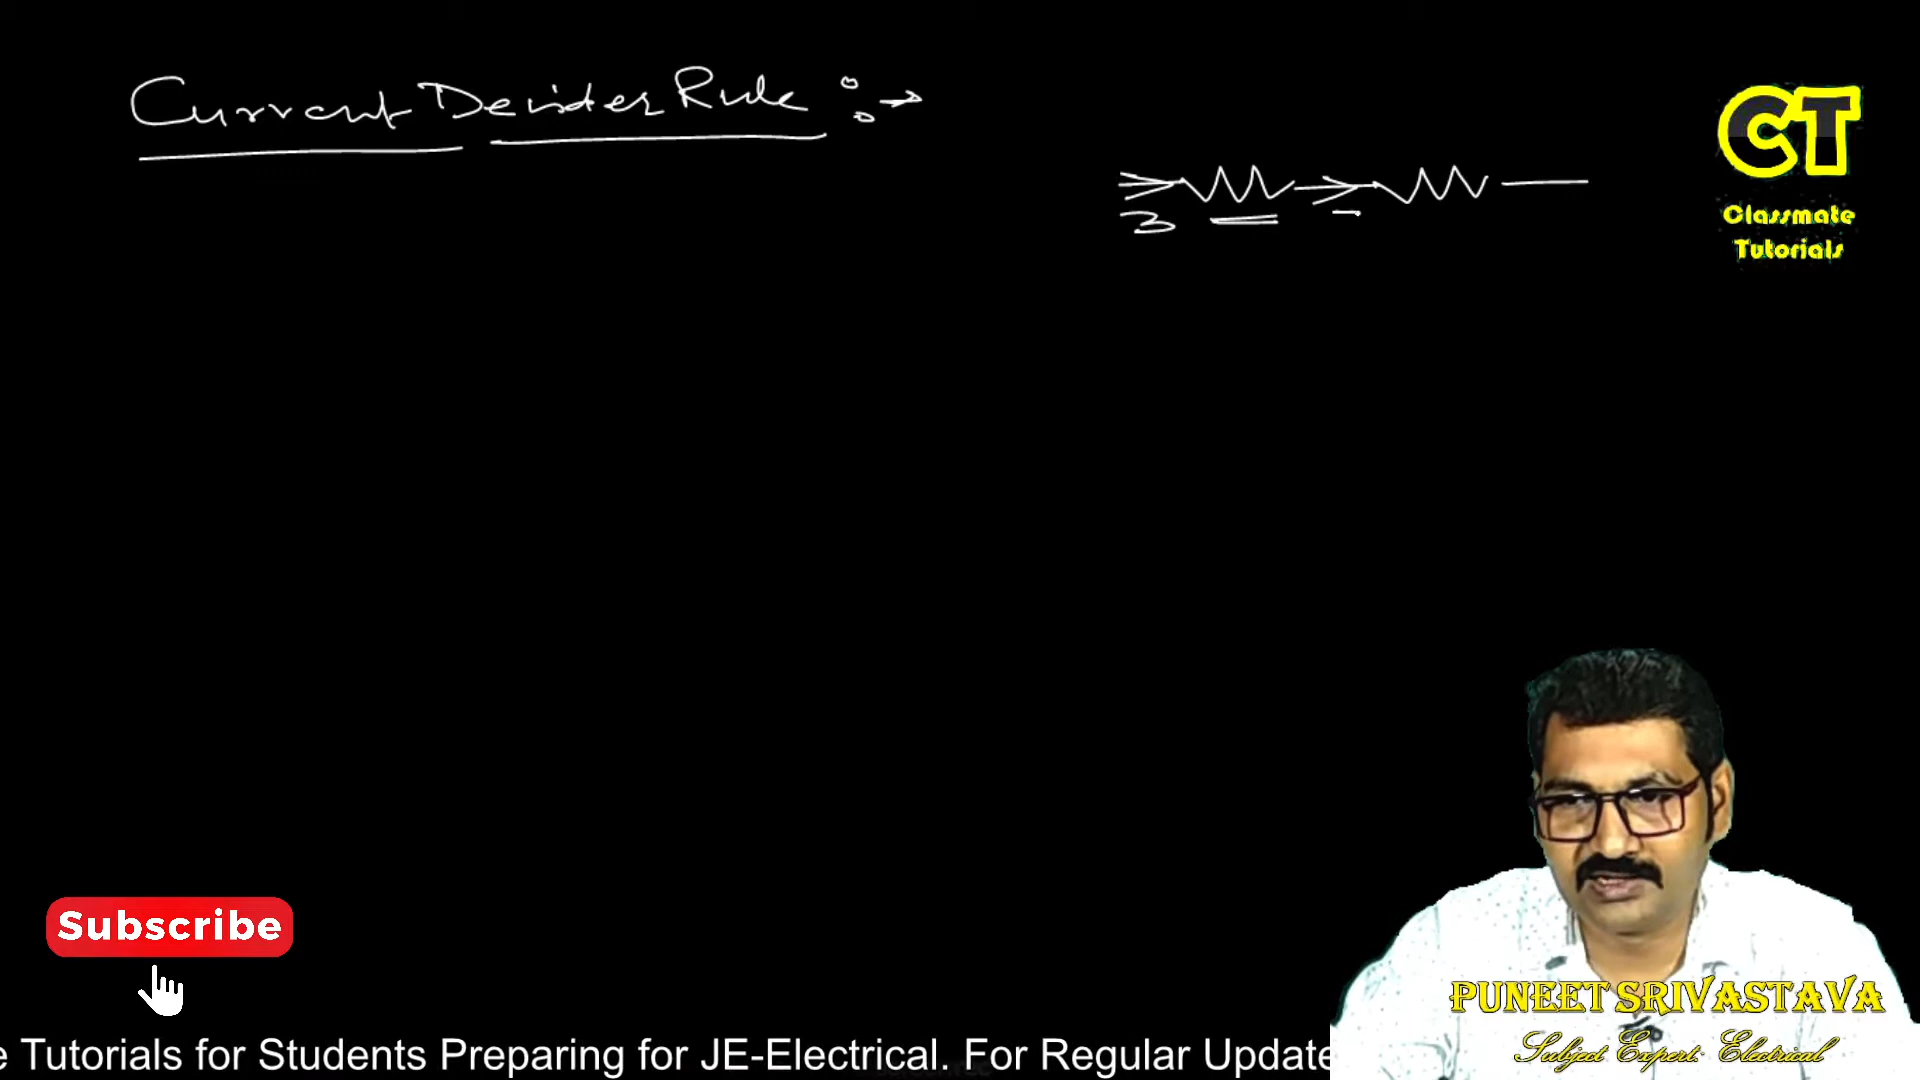 Current Devider Rule :→
3
CT
Classmate
Tutorials
Subscribe
PUNEET SRIVASTAVA
Subject Expert: Electrical
e Tutorials for Students Preparing for JE-Electrical. For Regular Update